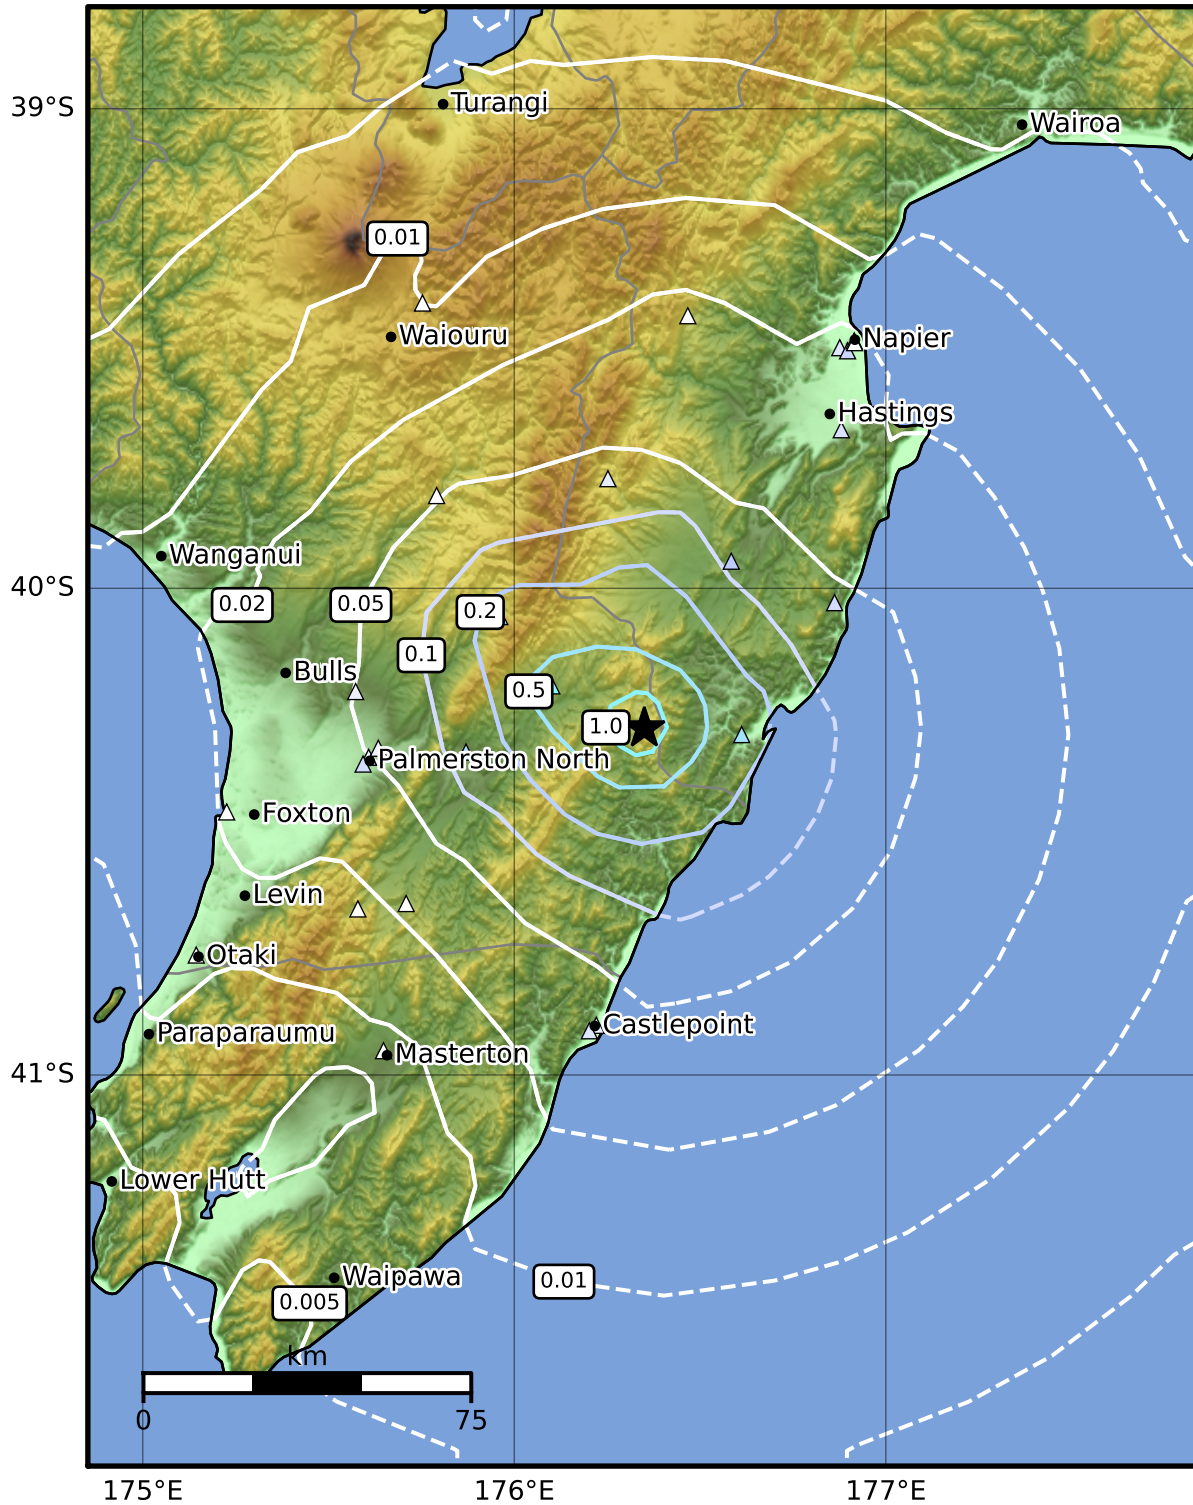 Turangi
39°S
Wairoa
0.01
Waiouru
Napier
Hastings
Wanganui
40°S
0.02
0.05
0.2
0.1
Bulls
0.5
1.0
Palmerston North
Foxton
Levin
Otaki
Castlepoint
Paraparaumu
Masterton
41°S
Lower Hutt
Waipawa
0.01
0.005
km
0
75
175°E
176°E
177°E